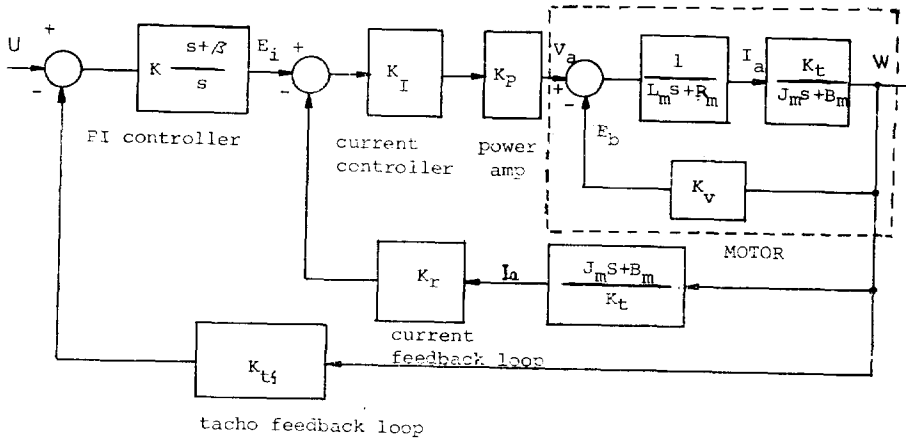 U
+
-
K
s+β
s
E_i
+
-
K_I
K_P
V_a
+
-
1
L_m s+R_m
I_a
K_t
J_m s+B_m
W
E_b
K_v
PI controller
current
controller
power
amp
MOTOR
K_r
I_a
J_m S+B_m
K_t
current
feedback loop
K_tf
tacho feedback loop